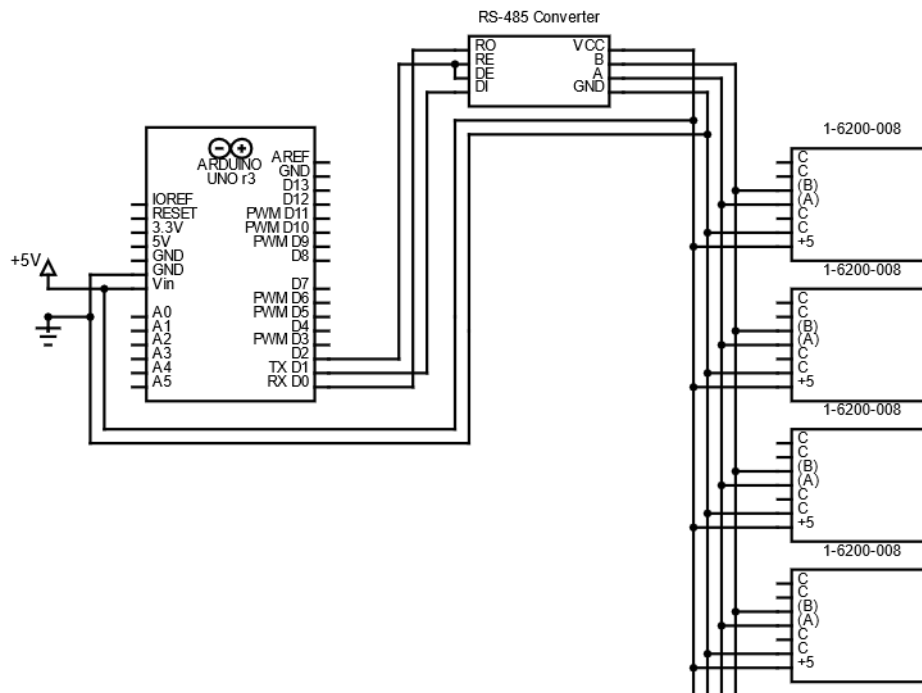 RS-485 Converter
RO
RE
DE
DI
VCC
B
A
GND
ARDUINO
UNO r3
IOREF
RESET
3.3V
5V
GND
GND
Vin
A0
A1
A2
A3
A4
A5
AREF
GND
D13
D12
PWM D11
PWM D10
PWM D9
D8
D7
PWM D6
PWM D5
D4
PWM D3
D2
TX D1
RX D0
+5V
1-6200-008
C
C
(B)
(A)
C
C
+5
1-6200-008
C
C
(B)
(A)
C
C
+5
1-6200-008
C
C
(B)
(A)
C
C
+5
1-6200-008
C
C
(B)
(A)
C
C
+5